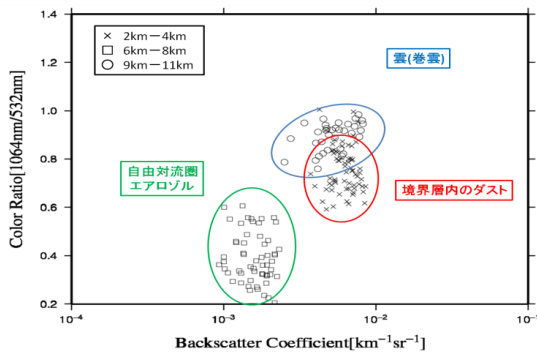 1.4
1.2
1.0
0.8
0.6
0.4
0.2
Color Ratio[1064nm/532nm]
× 2km－4km
□ 6km－8km
○ 9km－11km
雲(巻雲)
自由対流圏
エアロゾル
境界層内のダスト
10⁻⁴
10⁻³
10⁻²
10⁻¹
Backscatter Coefficient[km⁻¹sr⁻¹]